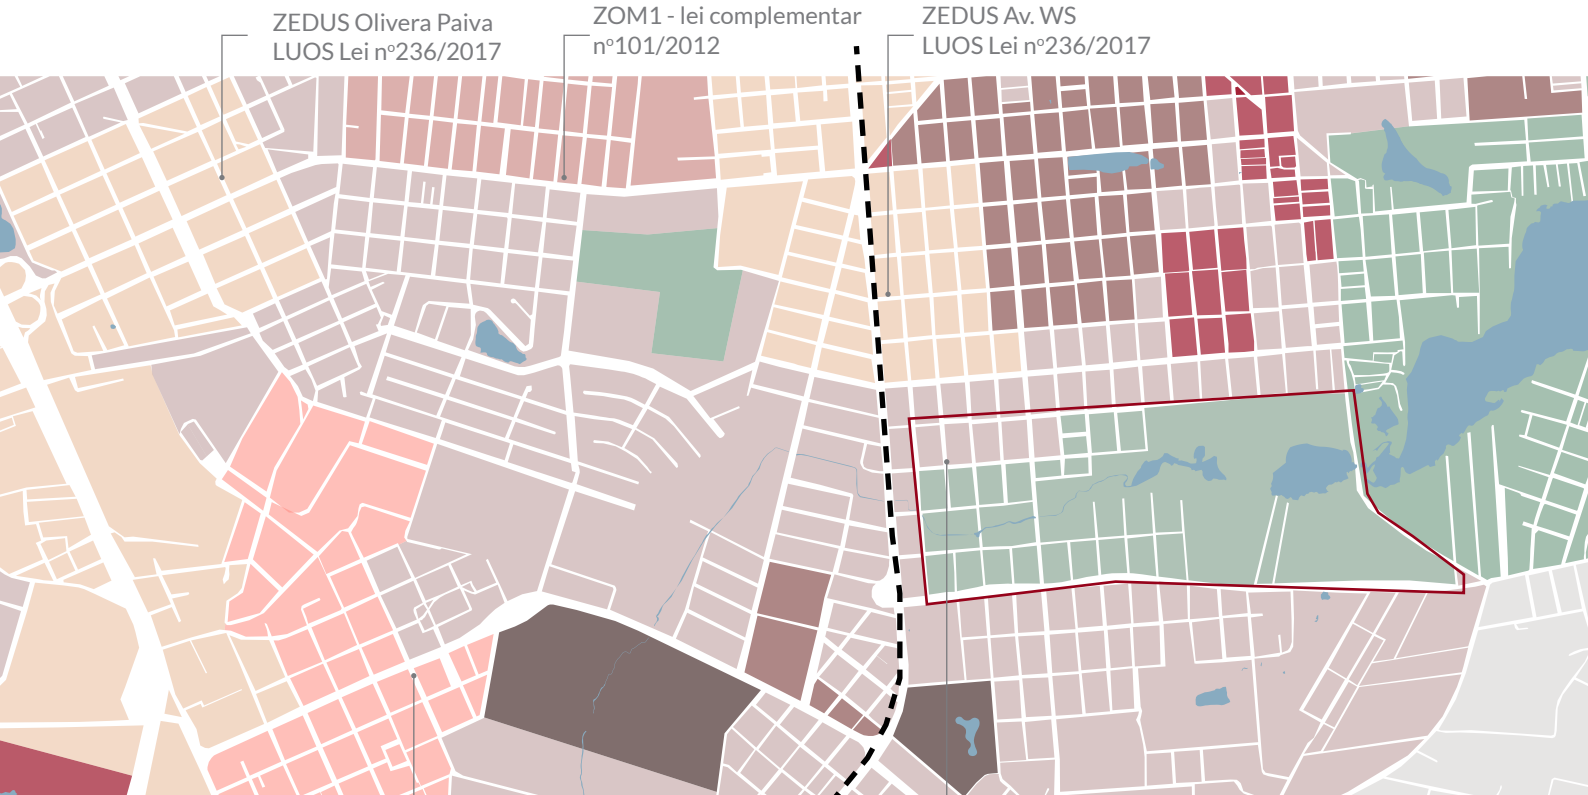 ZEDUS Olivera Paiva
LUOS Lei nº236/2017
ZOM1 - lei complementar
nº101/2012
ZEDUS Av. WS
LUOS Lei nº236/2017